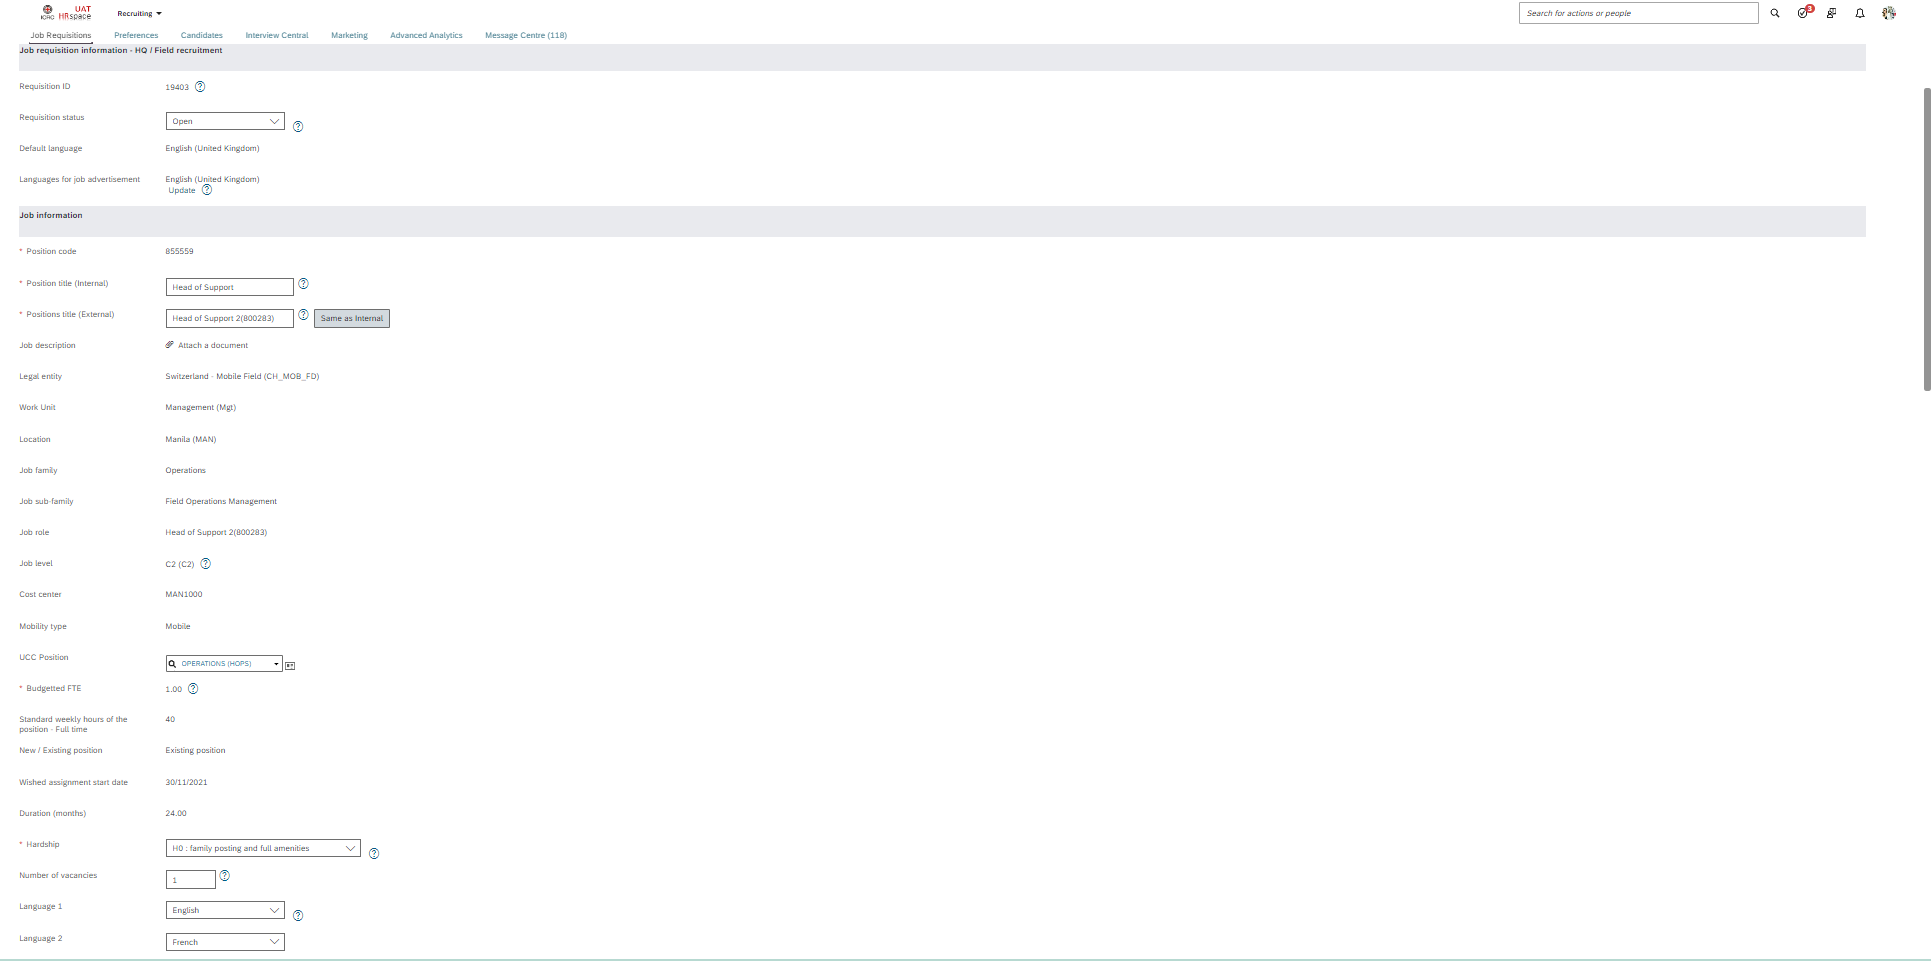 ICRC
UAT
HRspace
Recruiting
Search for actions or people
3
Job Requisitions
Preferences
Candidates
Interview Central
Marketing
Advanced Analytics
Message Centre (118)
Job requisition information - HQ / Field recruitment
Requisition ID
19403
Requisition status
Open
Default language
English (United Kingdom)
Languages for job advertisement
English (United Kingdom)
Update
Job information
* Position code
855559
* Position title (Internal)
Head of Support
* Positions title (External)
Head of Support 2(800283)
Same as Internal
Job description
Attach a document
Legal entity
Switzerland - Mobile Field (CH_MOB_FD)
Work Unit
Management (Mgt)
Location
Manila (MAN)
Job family
Operations
Job sub-family
Field Operations Management
Job role
Head of Support 2(800283)
Job level
C2 (C2)
Cost center
MAN1000
Mobility type
Mobile
UCC Position
OPERATIONS (HOPS)
* Budgetted FTE
1.00
Standard weekly hours of the
position - Full time
40
New / Existing position
Existing position
Wished assignment start date
30/11/2021
Duration (months)
24.00
* Hardship
H0 : family posting and full amenities
Number of vacancies
1
Language 1
English
Language 2
French